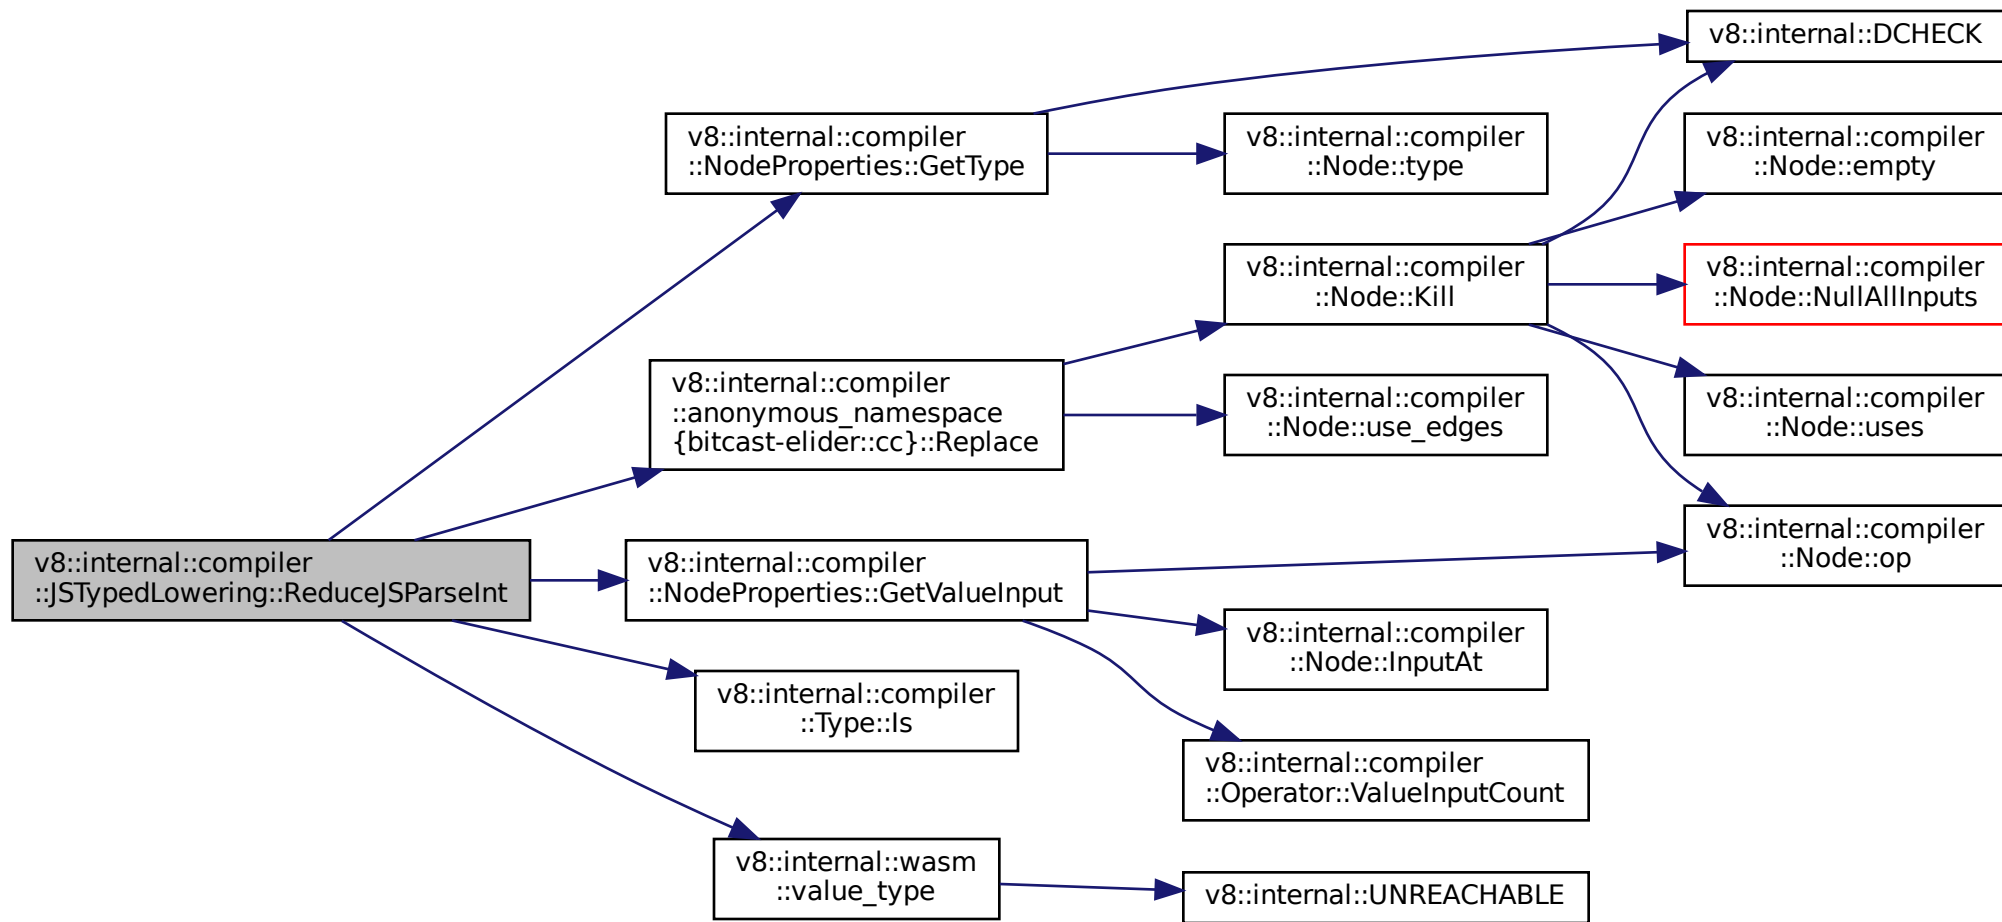 v8::internal::compiler
::JSTypedLowering::ReduceJSParseInt
v8::internal::compiler
::NodeProperties::GetType
v8::internal::compiler
::anonymous_namespace
{bitcast-elider::cc}::Replace
v8::internal::compiler
::NodeProperties::GetValueInput
v8::internal::compiler
::Type::Is
v8::internal::wasm
::value_type
v8::internal::compiler
::Node::type
v8::internal::compiler
::Node::Kill
v8::internal::compiler
::Node::use_edges
v8::internal::compiler
::Node::InputAt
v8::internal::compiler
::Operator::ValueInputCount
v8::internal::UNREACHABLE
v8::internal::DCHECK
v8::internal::compiler
::Node::empty
v8::internal::compiler
::Node::NullAllInputs
v8::internal::compiler
::Node::uses
v8::internal::compiler
::Node::op